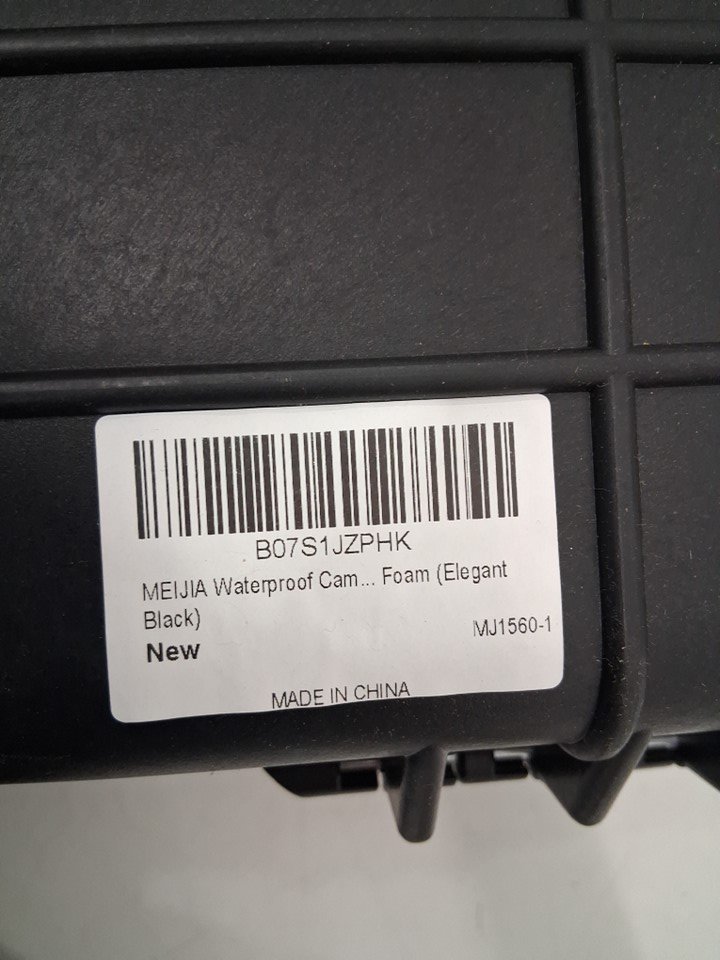 B07S1JZPHK
MEIJIA Waterproof Cam... Foam (Elegant
Black)
MJ1560-1
New
MADE IN CHINA